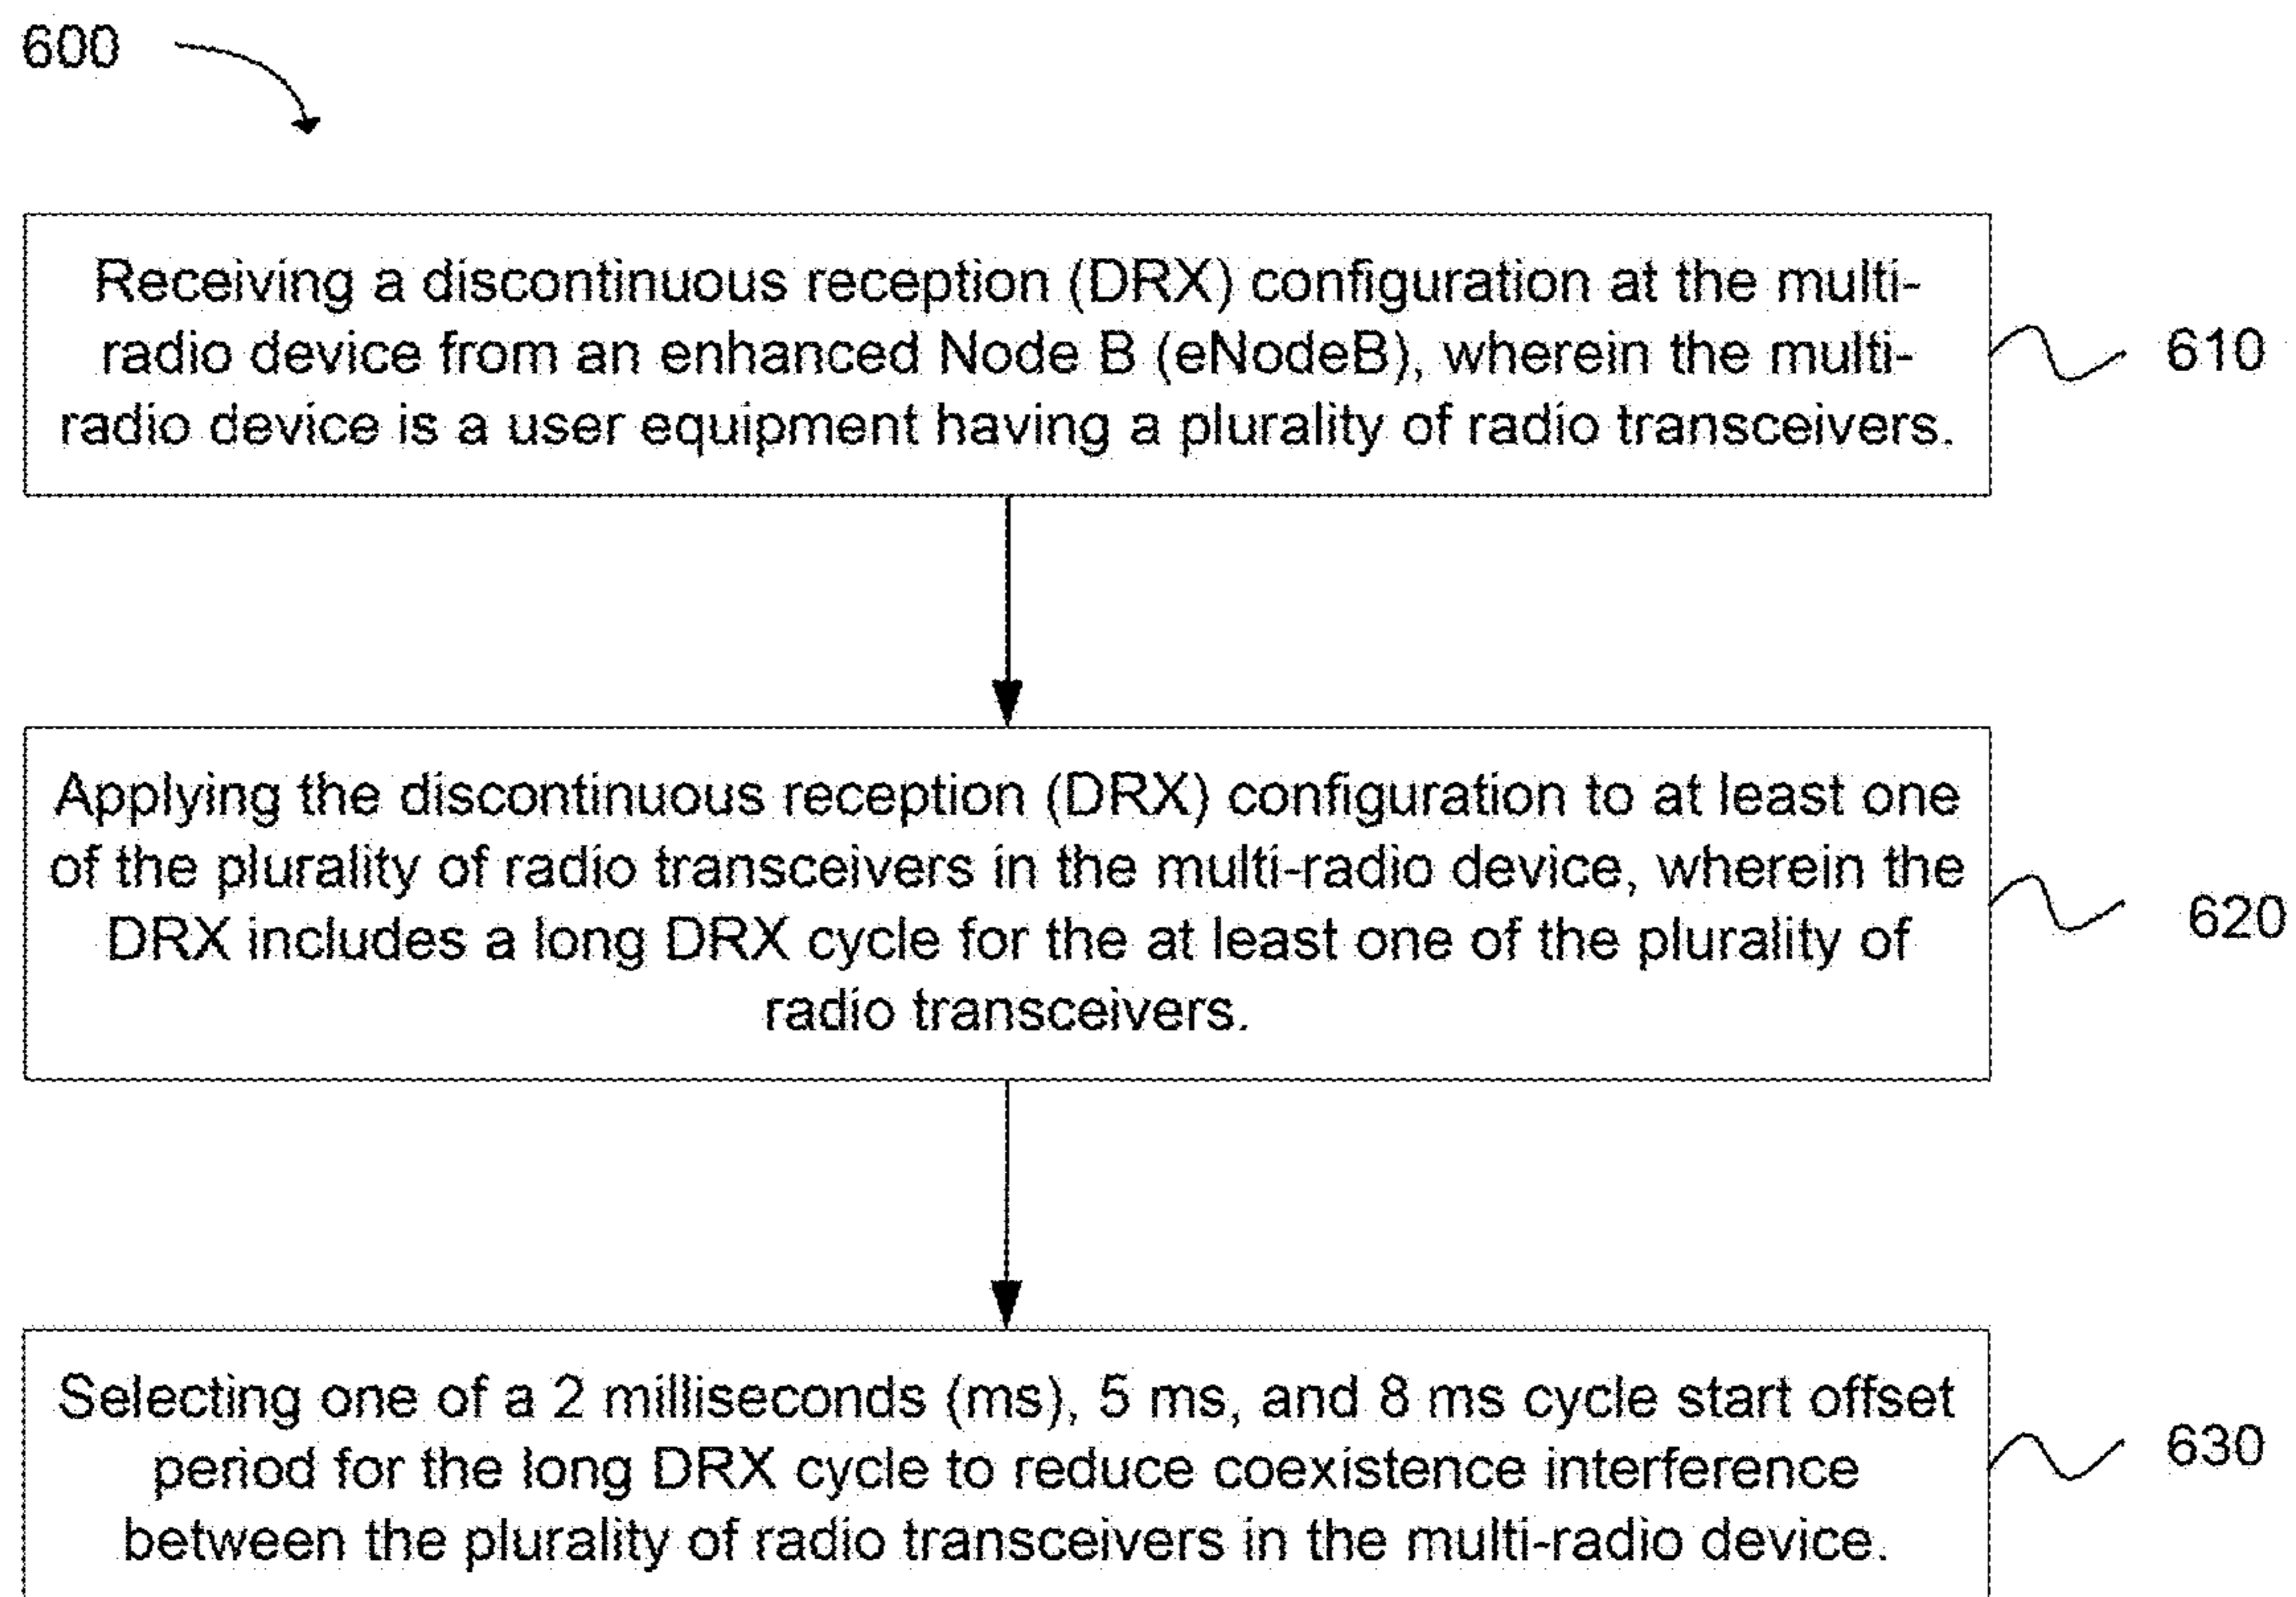 600
Receiving a discontinuous reception (DRX) configuration at the multi-
radio device from an enhanced Node B (eNodeB), wherein the multi-
radio device is a user equipment having a plurality of radio transceivers.
610
Applying the discontinuous reception (DRX) configuration to at least one
of the plurality of radio transceivers in the multi-radio device, wherein the
DRX includes a long DRX cycle for the at least one of the plurality of
radio transceivers.
620
Selecting one of a 2 milliseconds (ms), 5 ms, and 8 ms cycle start offset
period for the long DRX cycle to reduce coexistence interference
between the plurality of radio transceivers in the multi-radio device.
630